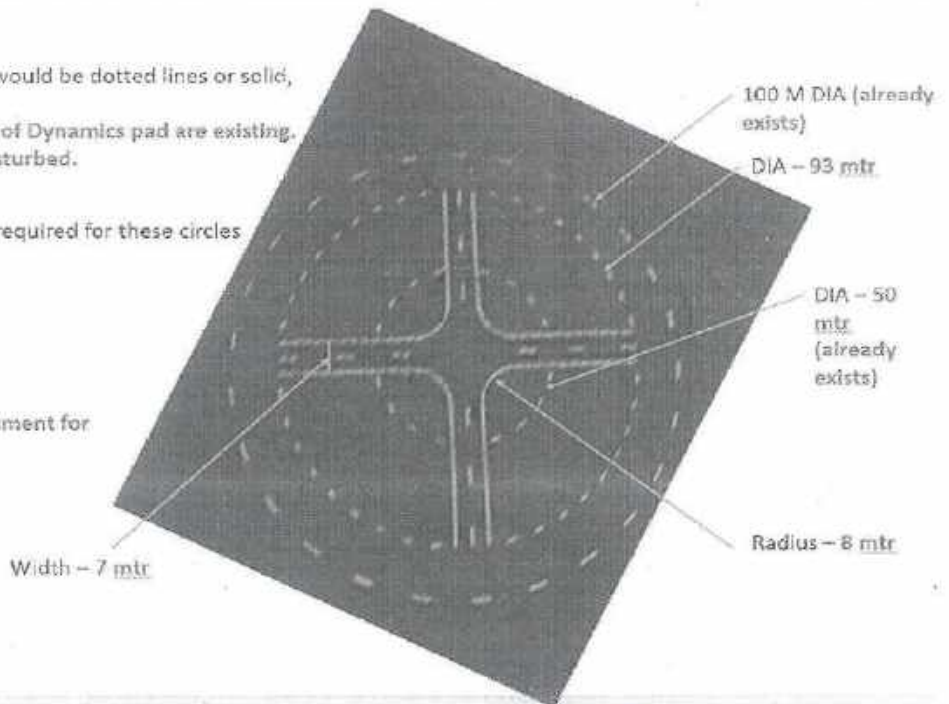 would be dotted lines or solid,
of Dynamics pad are existing.
sturbed.
required for these circles
ment for
Width – 7 mtr
100 M DIA (already
exists)
DIA – 93 mtr
DIA – 50
mtr
(already
exists)
Radius – 8 mtr